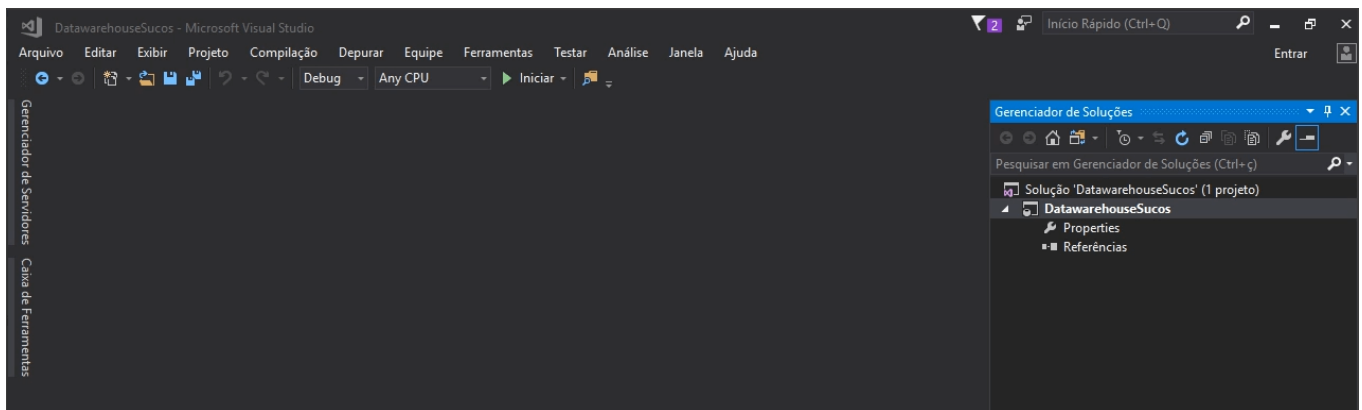 DatawarehouseSucos - Microsoft Visual Studio
2
Início Rápido (Ctrl+Q)
Arquivo Editar Exibir Projeto Compilação Depurar Equipe Ferramentas Testar Análise Janela Ajuda
Entrar
Debug Any CPU Iniciar
Gerenciador de Servidores
Caixa de Ferramentas
Gerenciador de Soluções
Pesquisar em Gerenciador de Soluções (Ctrl+ç)
Solução 'DatawarehouseSucos' (1 projeto)
DatawarehouseSucos
Properties
Referências